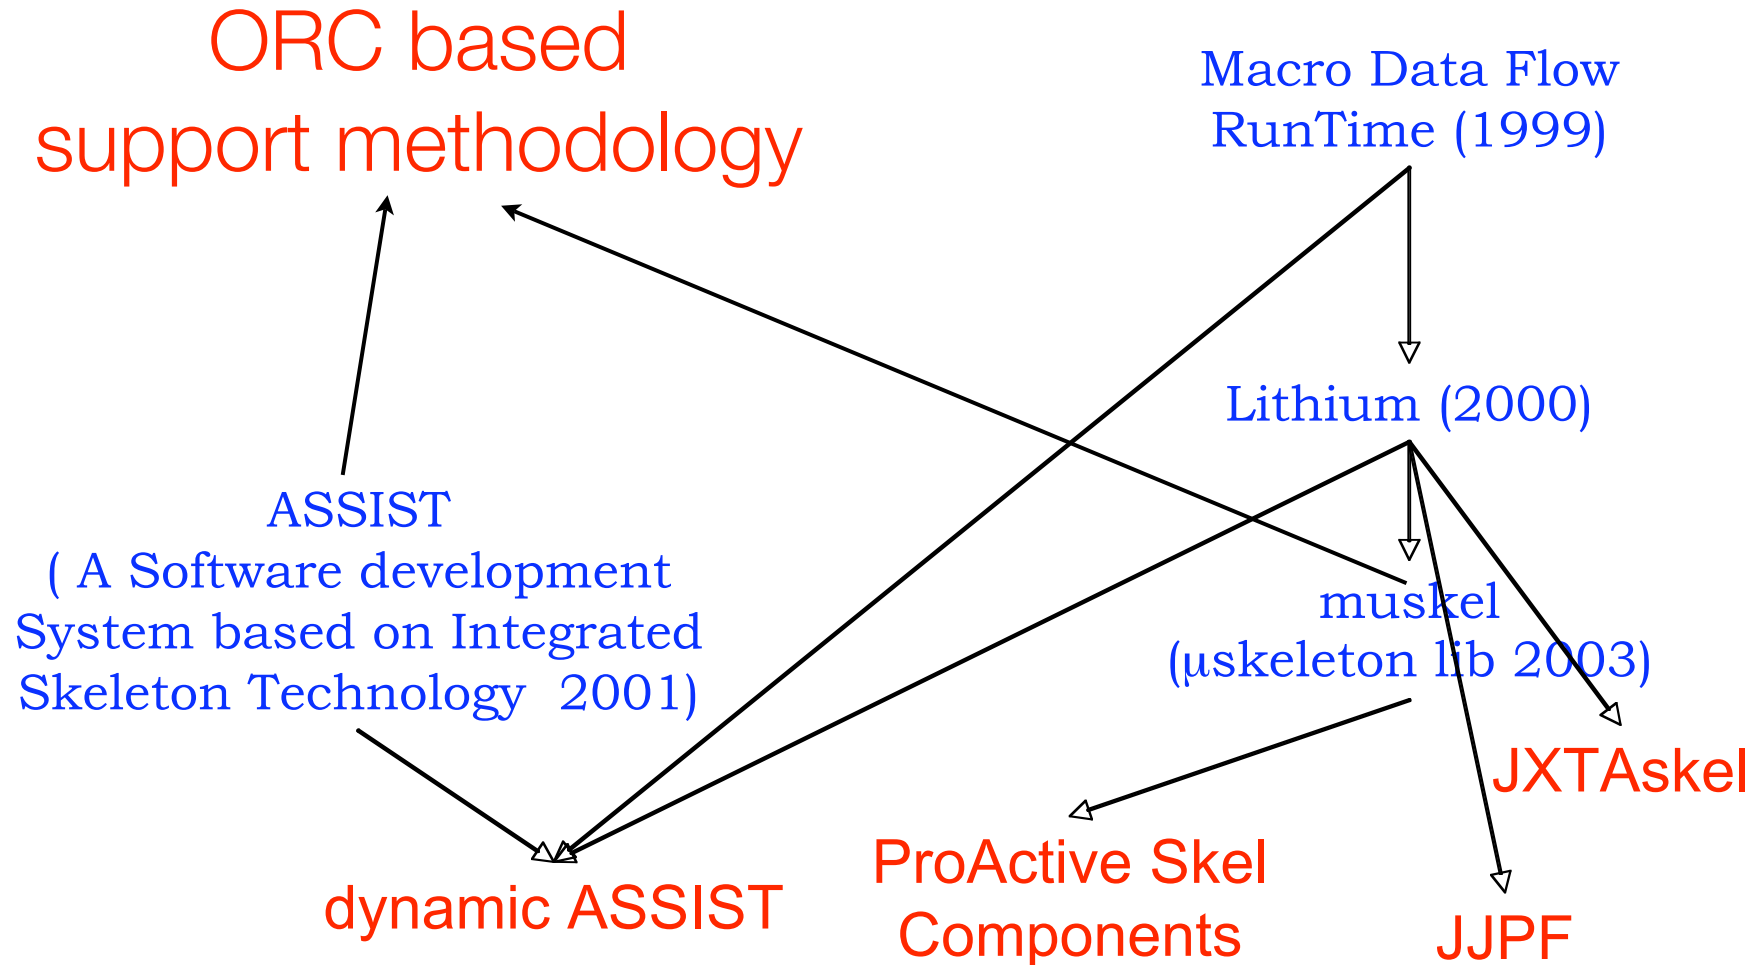 ORC based
support methodology
Macro Data Flow
RunTime (1999)
Lithium (2000)
ASSIST
( A Software development
System based on Integrated
Skeleton Technology  2001)
muskel
(μskeleton lib 2003)
JXTAskel
ProActive Skel
Components
dynamic ASSIST
JJPF